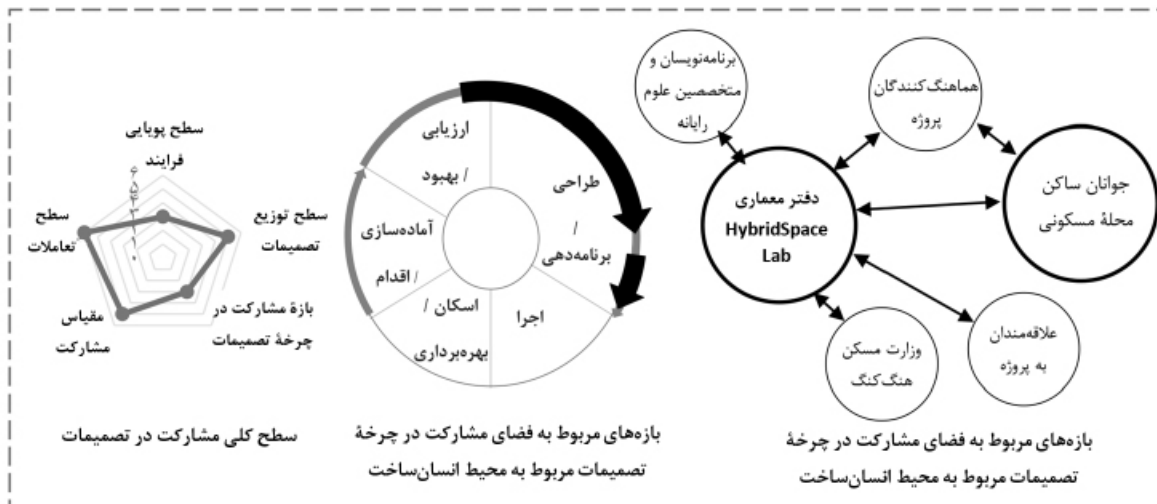 برنامه‌نویسان و
متخصصین علوم
رایانه
هماهنگ‌کنندگان
پروژه
جوانان ساکن
محلهٔ مسکونی
دفتر معماری
HybridSpace
Lab
علاقه‌مندان
به پروژه
وزارت مسکن
هنگ‌کنگ
بازه‌های مربوط به فضای مشارکت در چرخهٔ
تصمیمات مربوط به محیط انسان‌ساخت
ارزیابی
/ بهبود
طراحی
/
برنامه‌دهی
آماده‌سازی
/ اقدام
اسکان /
بهره‌برداری
اجرا
بازه‌های مربوط به فضای مشارکت در چرخهٔ
تصمیمات مربوط به محیط انسان‌ساخت
سطح پویایی
فرایند
سطح توزیع
تصمیمات
سطح
تعاملات
بازهٔ مشارکت در
چرخهٔ تصمیمات
مقیاس
مشارکت
سطح کلی مشارکت در تصمیمات